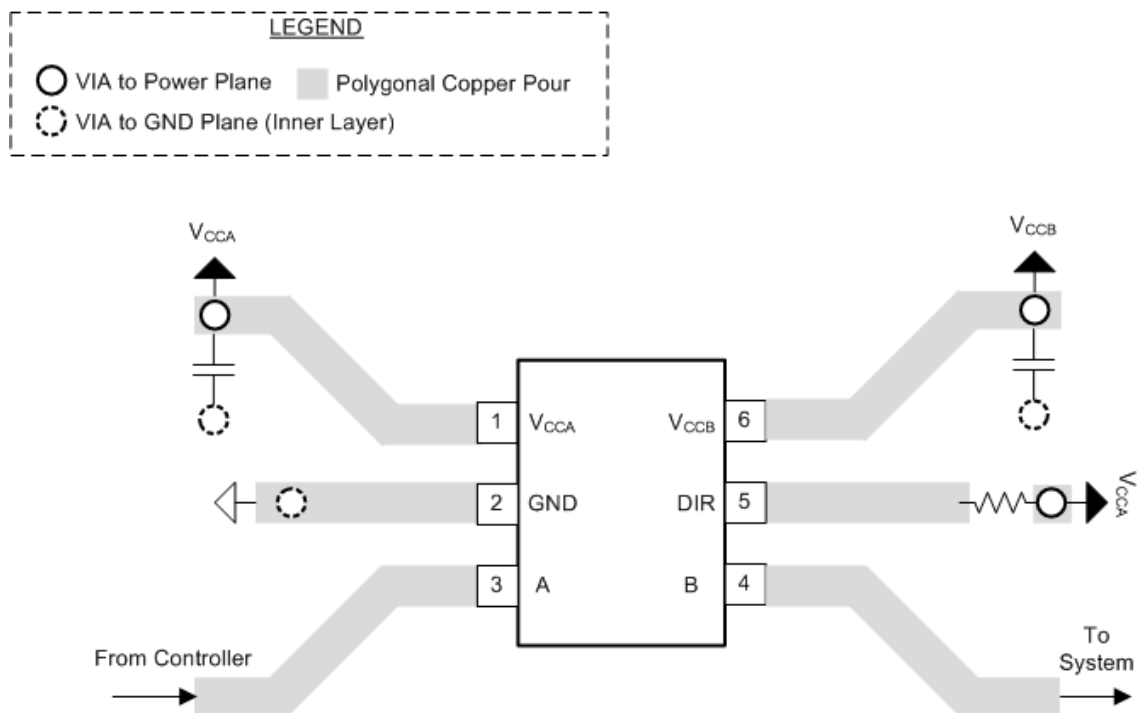 LEGEND
VIA to Power Plane
Polygonal Copper Pour
VIA to GND Plane (Inner Layer)
VCCA
VCCB
1
VCCA
VCCB
6
2
GND
DIR
5
VCCA
3
A
B
4
From Controller
To
System